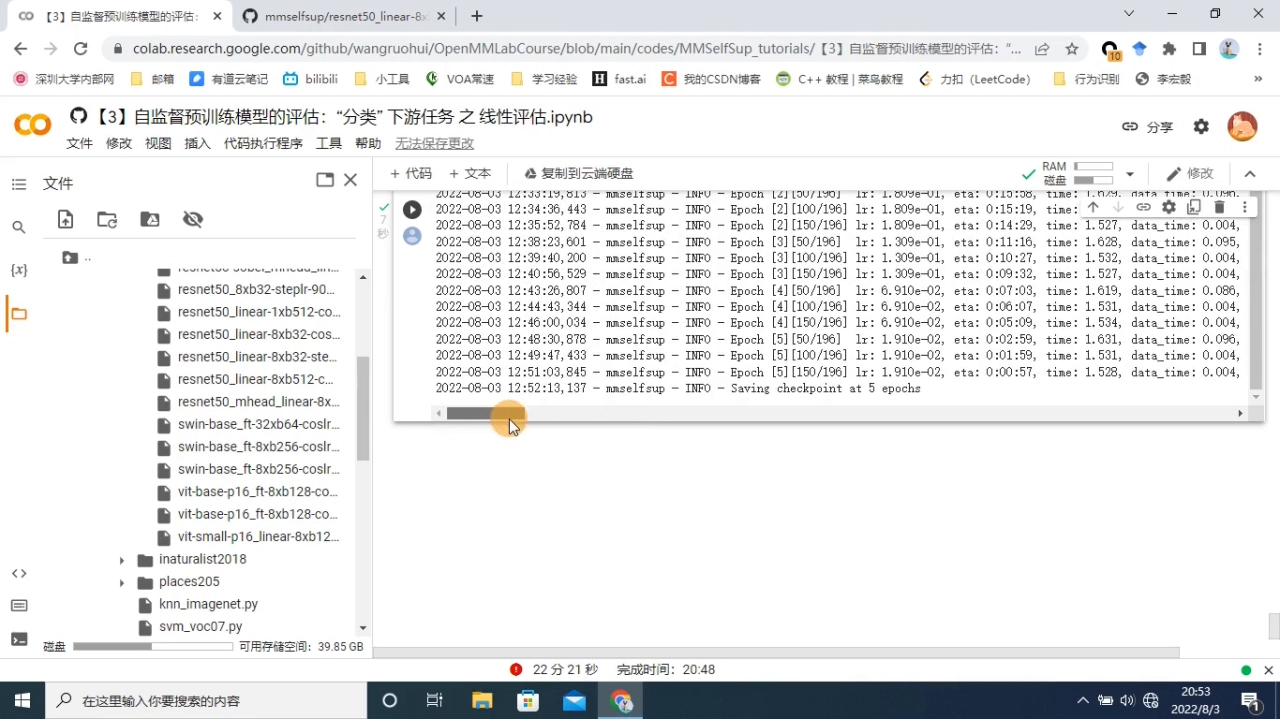 【3】自监督预训练模型的评估：
mmselfsup/resnet50_linear-8x
colab.research.google.com/github/wangruohui/OpenMMLabCourse/blob/main/codes/MMSelfSup_tutorials/【3】自监督预训练模型的评估：“...
深圳大学内部网 邮箱 有道云笔记 bilibili 小工具 VOA常速 学习经验 fast.ai 我的CSDN博客 C++ 教程 | 菜鸟教程 力扣（LeetCode） 行为识别 李宏毅 »
【3】自监督预训练模型的评估：“分类” 下游任务 之 线性评估.ipynb
文件 修改 视图 插入 代码执行程序 工具 帮助 无法保存更改
分享
文件
+ 代码 + 文本 复制到云端硬盘
RAM
磁盘
修改
..
resnet50_8xb32-steplr-90...
resnet50_linear-1xb512-co...
resnet50_linear-8xb32-cos...
resnet50_linear-8xb32-ste...
resnet50_linear-8xb512-c...
resnet50_mhead_linear-8x...
swin-base_ft-32xb64-coslr...
swin-base_ft-8xb256-coslr...
swin-base_ft-8xb256-coslr...
vit-base-p16_ft-8xb128-co...
vit-base-p16_ft-8xb128-co...
vit-small-p16_linear-8xb12...
inaturalist2018
places205
knn_imagenet.py
svm_voc07.py
磁盘 可用存储空间：39.85 GB
7
秒
2022-08-03 12:33:19,813 - mmselfsup - INFO - Epoch [2][50/196] lr: 1.809e-01, eta: 0:15:58, time: 1.629, data_time: 0.096,
2022-08-03 12:34:36,443 - mmselfsup - INFO - Epoch [2][100/196] lr: 1.809e-01, eta: 0:15:19,
2022-08-03 12:35:52,784 - mmselfsup - INFO - Epoch [2][150/196] lr: 1.809e-01, eta: 0:14:29, time: 1.527, data_time: 0.004,
2022-08-03 12:38:23,601 - mmselfsup - INFO - Epoch [3][50/196] lr: 1.309e-01, eta: 0:11:16, time: 1.628, data_time: 0.095,
2022-08-03 12:39:40,200 - mmselfsup - INFO - Epoch [3][100/196] lr: 1.309e-01, eta: 0:10:27, time: 1.532, data_time: 0.004,
2022-08-03 12:40:56,529 - mmselfsup - INFO - Epoch [3][150/196] lr: 1.309e-01, eta: 0:09:32, time: 1.527, data_time: 0.004,
2022-08-03 12:43:26,807 - mmselfsup - INFO - Epoch [4][50/196] lr: 6.910e-02, eta: 0:07:03, time: 1.619, data_time: 0.086,
2022-08-03 12:44:43,344 - mmselfsup - INFO - Epoch [4][100/196] lr: 6.910e-02, eta: 0:06:07, time: 1.531, data_time: 0.004,
2022-08-03 12:46:00,034 - mmselfsup - INFO - Epoch [4][150/196] lr: 6.910e-02, eta: 0:05:09, time: 1.534, data_time: 0.004,
2022-08-03 12:48:30,878 - mmselfsup - INFO - Epoch [5][50/196] lr: 1.910e-02, eta: 0:02:59, time: 1.631, data_time: 0.096,
2022-08-03 12:49:47,433 - mmselfsup - INFO - Epoch [5][100/196] lr: 1.910e-02, eta: 0:01:59, time: 1.531, data_time: 0.004,
2022-08-03 12:51:03,845 - mmselfsup - INFO - Epoch [5][150/196] lr: 1.910e-02, eta: 0:00:57, time: 1.528, data_time: 0.004,
2022-08-03 12:52:13,137 - mmselfsup - INFO - Saving checkpoint at 5 epochs
22 分 21 秒 完成时间：20:48
在这里输入你要搜索的内容
20:53
2022/8/3